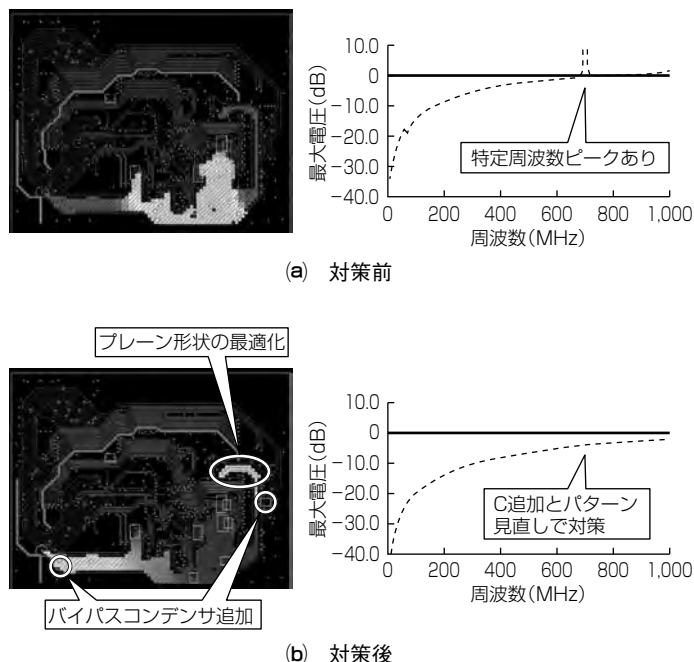 10.0
0
−10.0
−20.0
−30.0
−40.0
最大電圧(dB)
特定周波数ピークあり
0
200
400
600
800
1,000
周波数(MHz)
(a) 対策前
プレーン形状の最適化
バイパスコンデンサ追加
10.0
0
−10.0
−20.0
−30.0
−40.0
最大電圧(dB)
C追加とパターン
見直しで対策
0
200
400
600
800
1,000
周波数(MHz)
(b) 対策後